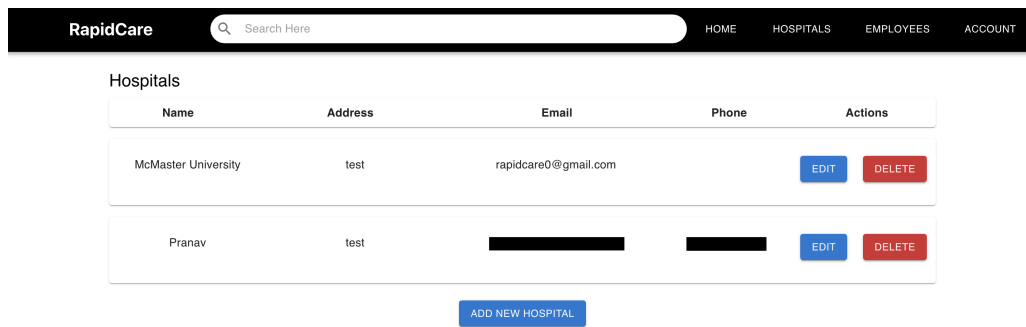 RapidCare Search Here HOME HOSPITALS EMPLOYEES ACCOUNT
Hospitals
Name Address Email Phone Actions
McMaster University test rapidcare0@gmail.com EDIT DELETE
Pranav test EDIT DELETE
ADD NEW HOSPITAL